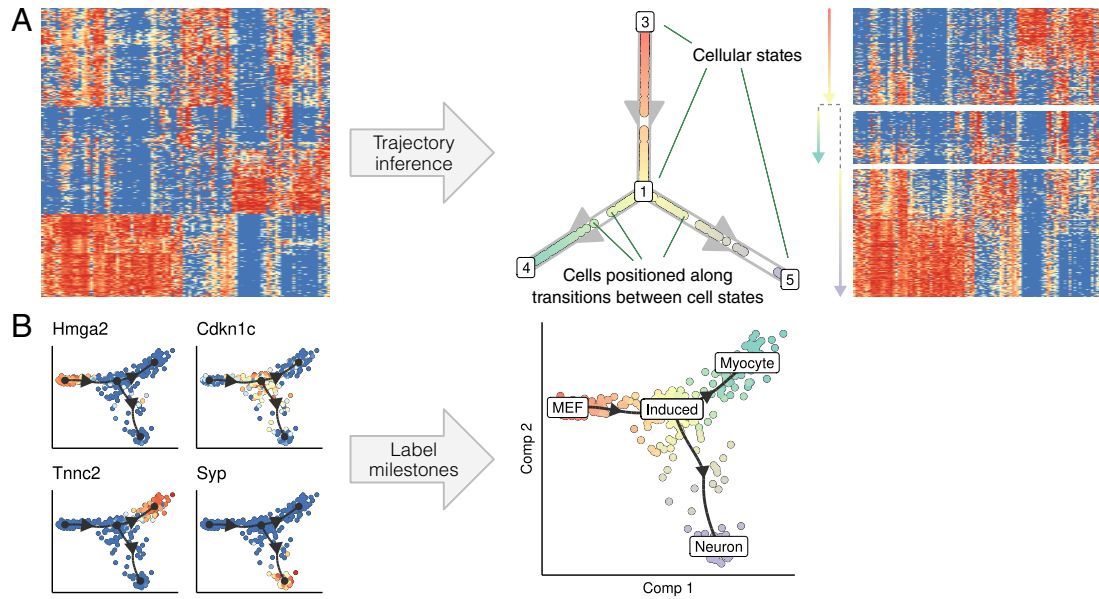 A
Trajectory
inference
3
Cellular states
1
4
5
Cells positioned along
transitions between cell states
B
Hmga2
Cdkn1c
Tnnc2
Syp
Label
milestones
Comp 2
Myocyte
MEF
Induced
Neuron
Comp 1